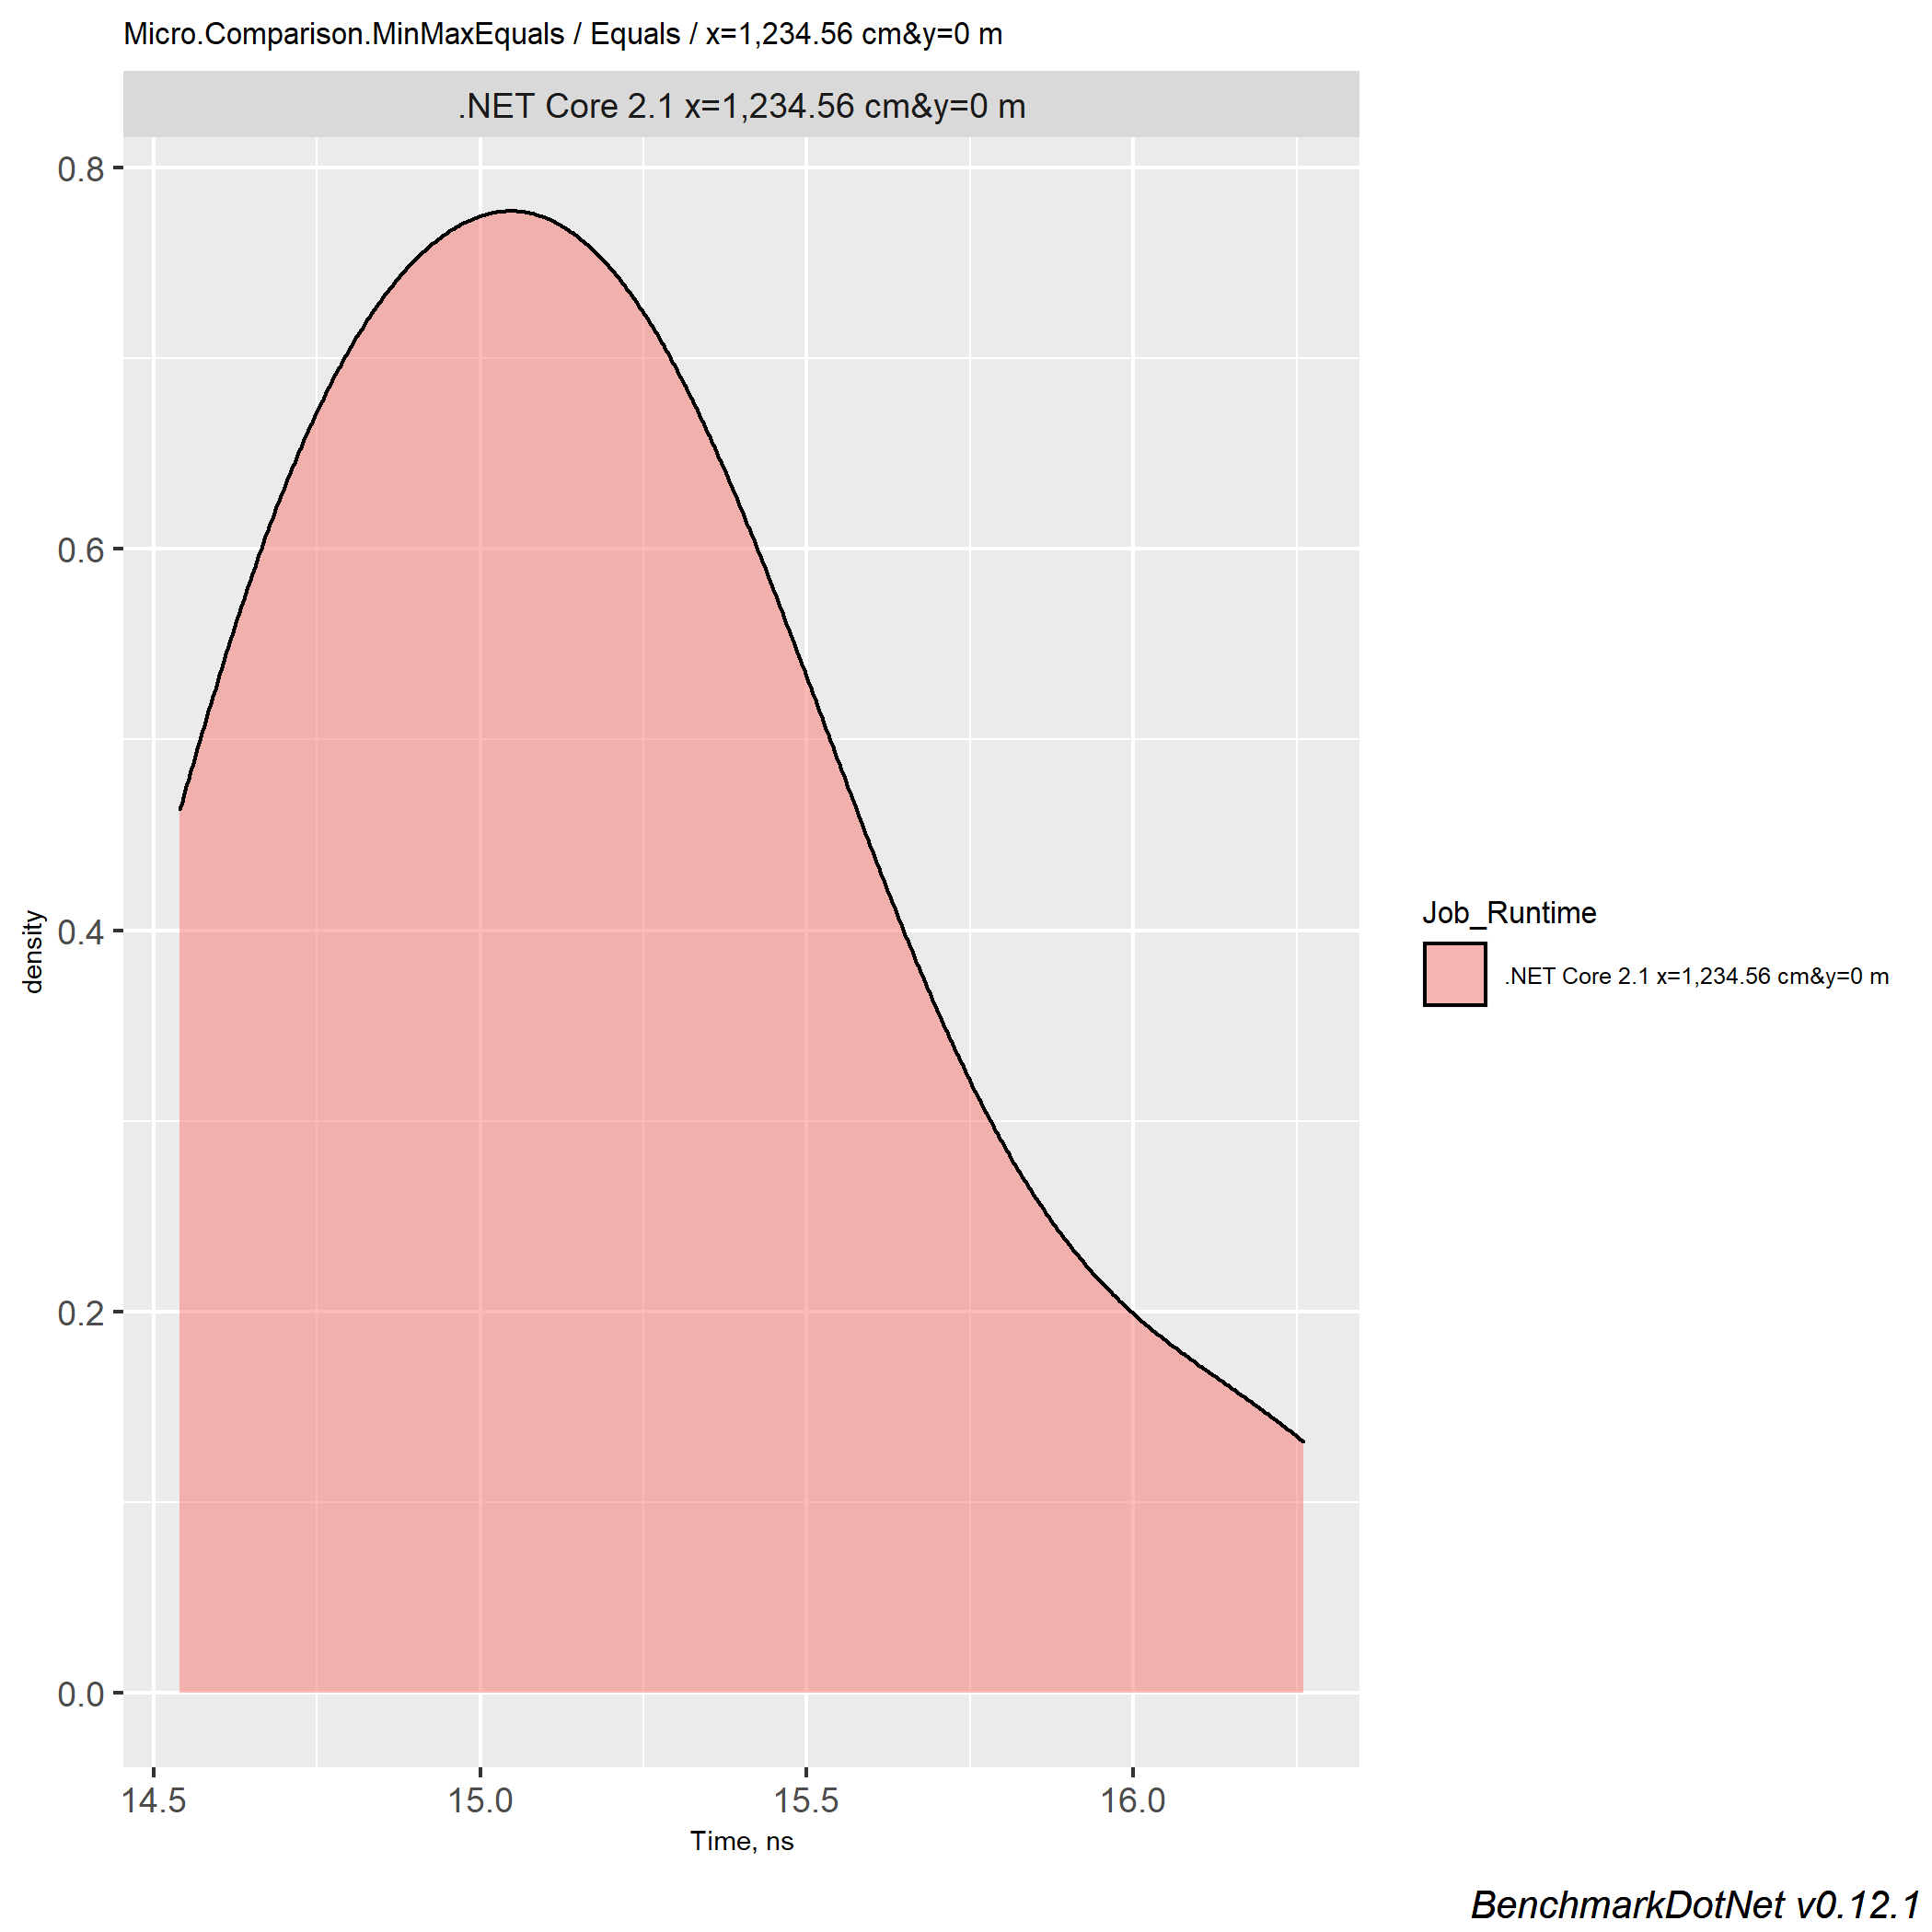 Micro.Comparison.MinMaxEquals / Equals / x=1,234.56 cm&y=0 m
.NET Core 2.1 x=1,234.56 cm&y=0 m
0.8
0.6
0.4
0.2
0.0
density
14.5 15.0 15.5 16.0
Time, ns
Job_Runtime
.NET Core 2.1 x=1,234.56 cm&y=0 m
BenchmarkDotNet v0.12.1